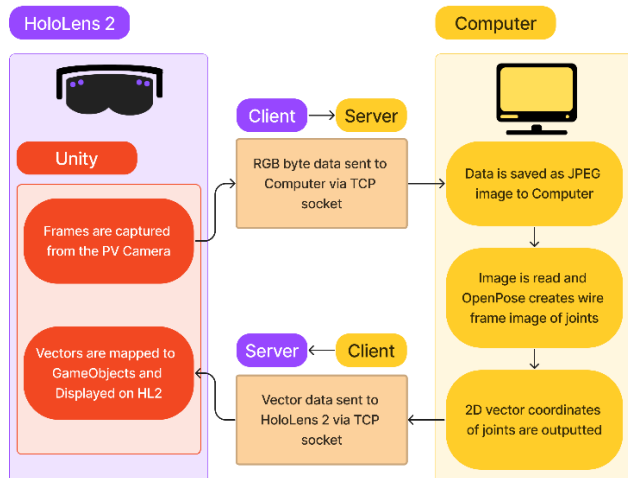 HoloLens 2
Computer
Client
Server
Unity
RGB byte data sent to
Computer via TCP
socket
Data is saved as JPEG
image to Computer
Frames are captured
from the PV Camera
Image is read and
OpenPose creates wire
frame image of joints
Server
Client
Vectors are mapped to
GameObjects and
Displayed on HL2
Vector data sent to
HoloLens 2 via TCP
socket
2D vector coordinates
of joints are outputted